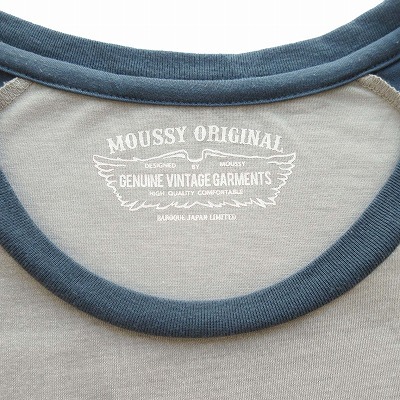 MOUSSY ORIGINAL
DESIGNED BY MOUSSY
GENUINE VINTAGE GARMENTS
HIGH QUALITY COMFORTABLE
BAROQUE JAPAN LIMITED